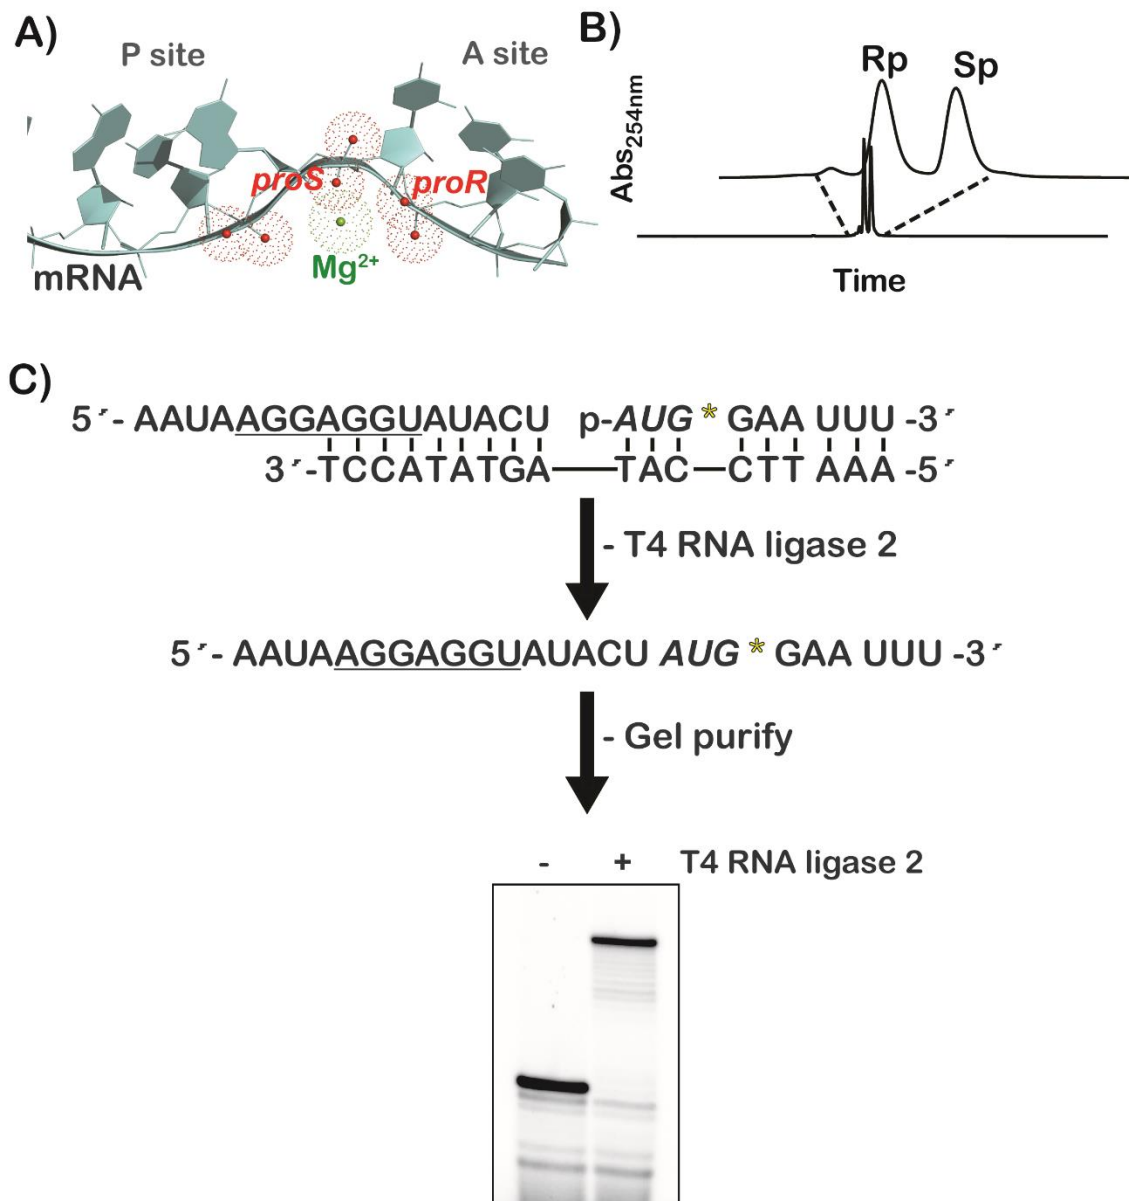 A)
P site
A site
proS
proR
Mg2+
mRNA
B)
Rp
Sp
Abs254nm
Time
C)
5´- AAUAAGGAGGUAUACU p-AUG * GAA UUU -3´
3´-TCCATATGA—TAC—CTT AAA -5´
- T4 RNA ligase 2
5´- AAUAAGGAGGUAUACU AUG * GAA UUU -3´
- Gel purify
- + T4 RNA ligase 2